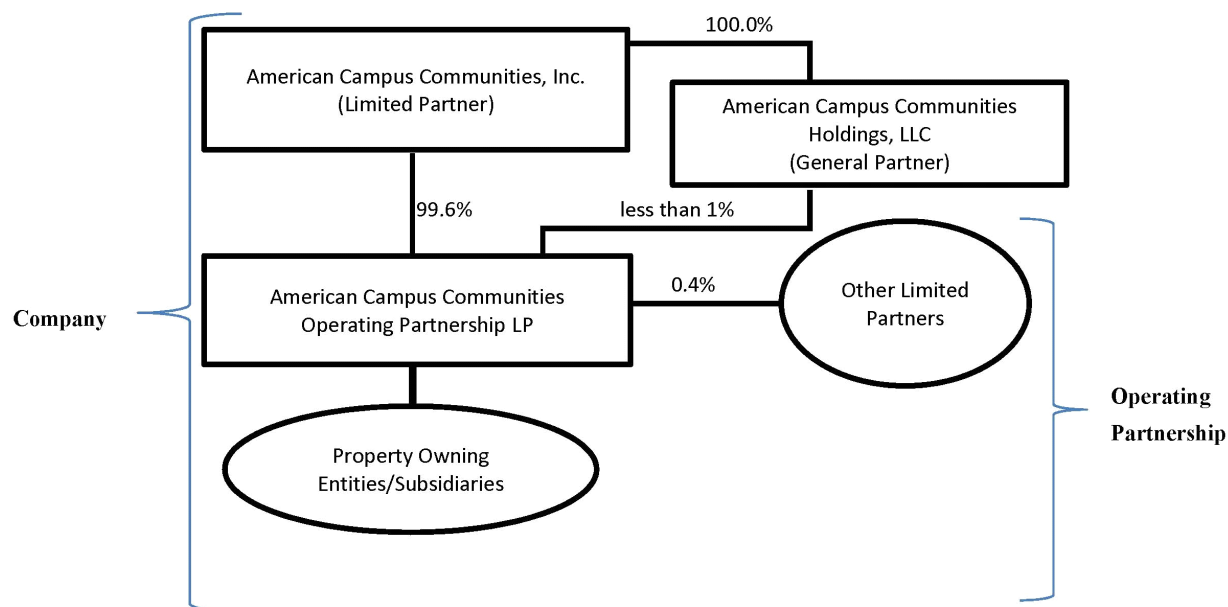 100.0%
American Campus Communities, Inc.
(Limited Partner)
American Campus Communities
Holdings, LLC
(General Partner)
99.6%
less than 1%
American Campus Communities
Operating Partnership LP
0.4%
Other Limited
Partners
Company
Operating
Partnership
Property Owning
Entities/Subsidiaries